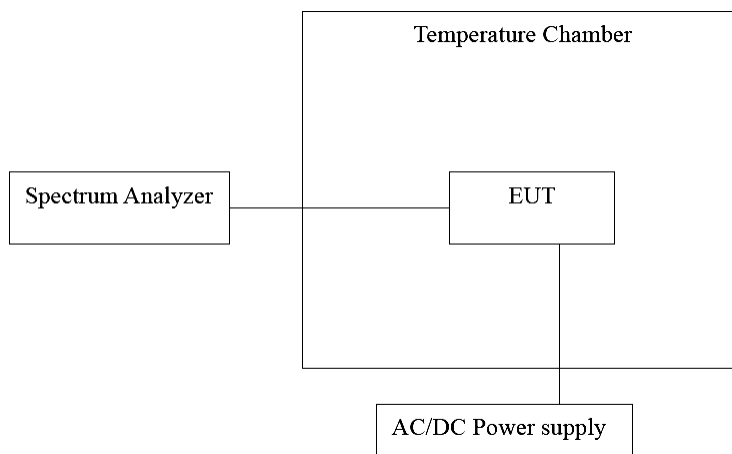 Temperature Chamber
Spectrum Analyzer
EUT
AC/DC Power supply